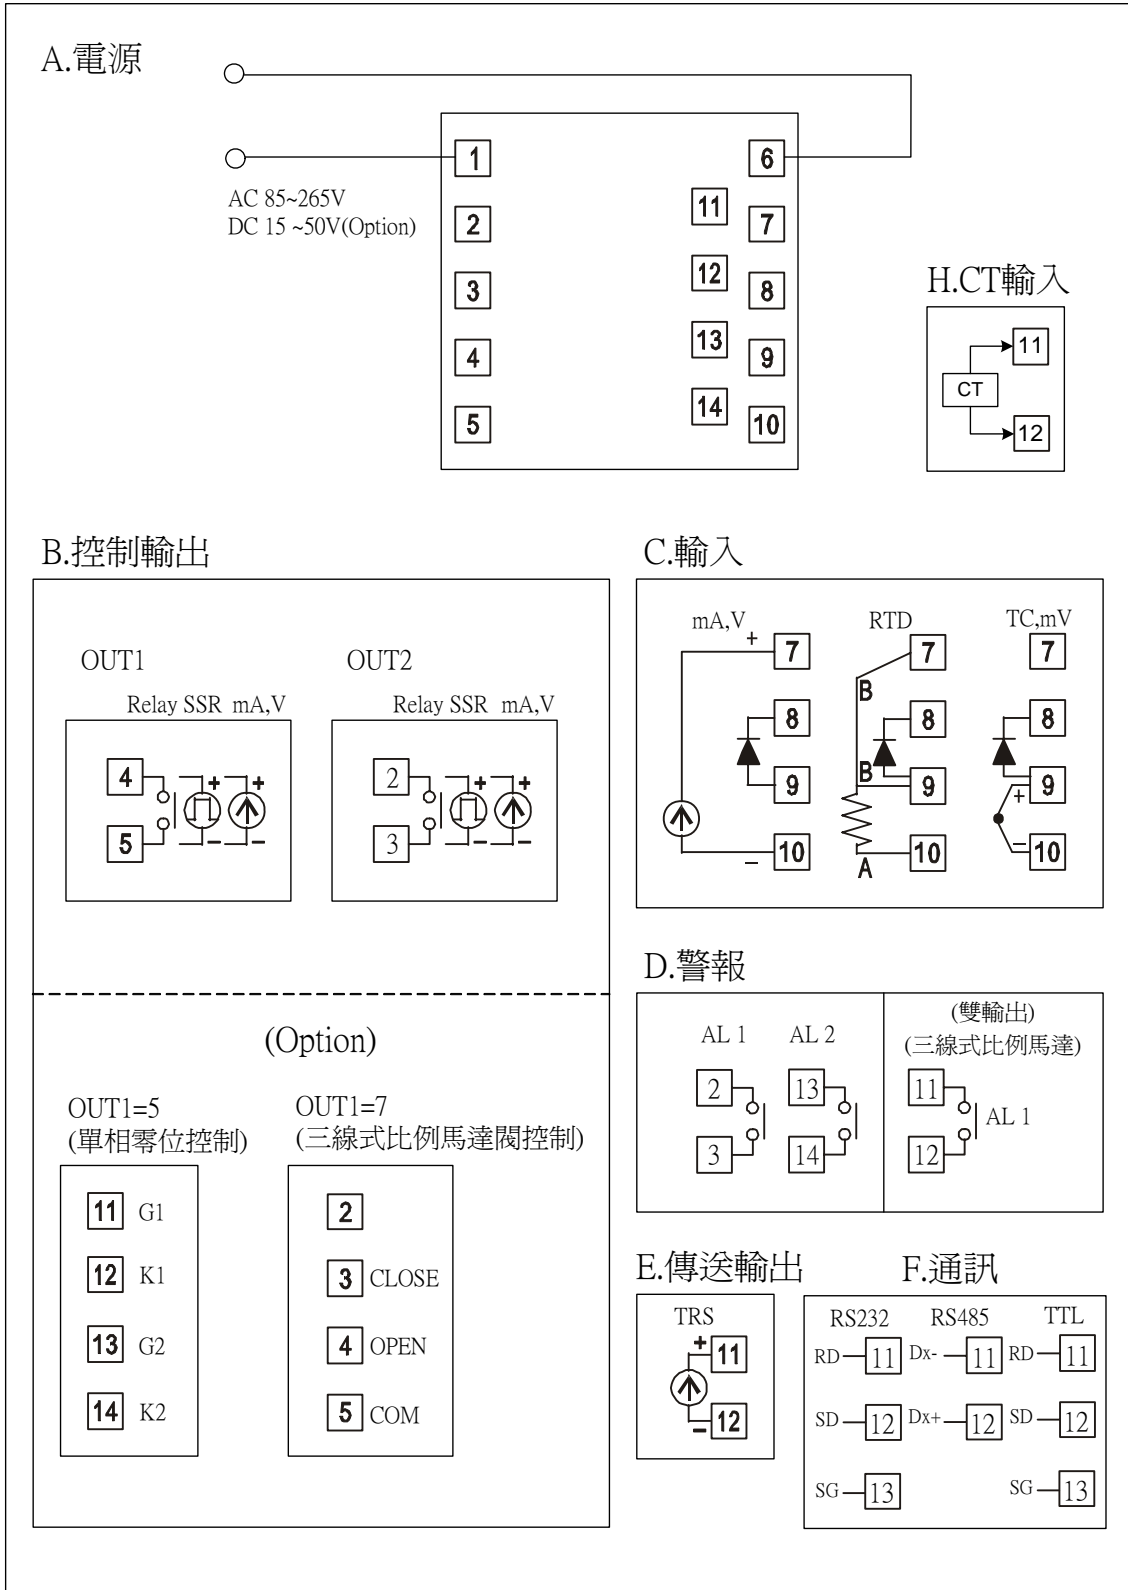 A.電源
AC 85~265V
DC 15 ~50V(Option)
1
6
11
2
7
12
3
8
13
4
9
14
5
10
H.CT輸入
11
CT
12
B.控制輸出
OUT1
OUT2
Relay SSR mA,V
Relay SSR mA,V
4
+
+
5
−
−
2
+
+
3
−
−
(Option)
OUT1=5
(單相零位控制)
11 G1
12 K1
13 G2
14 K2
OUT1=7
(三線式比例馬達閥控制)
2
3 CLOSE
4 OPEN
5 COM
C.輸入
mA,V
+
7
8
9
−
10
RTD
7
B
8
B
9
A
10
TC,mV
7
8
+
9
−
10
D.警報
AL 1
AL 2
2
13
3
14
(雙輸出)
(三線式比例馬達)
11
AL 1
12
E.傳送輸出
TRS
+
11
−
12
F.通訊
RS232
RS485
TTL
RD 11
Dx- 11
RD 11
SD 12
Dx+ 12
SD 12
SG 13
SG 13